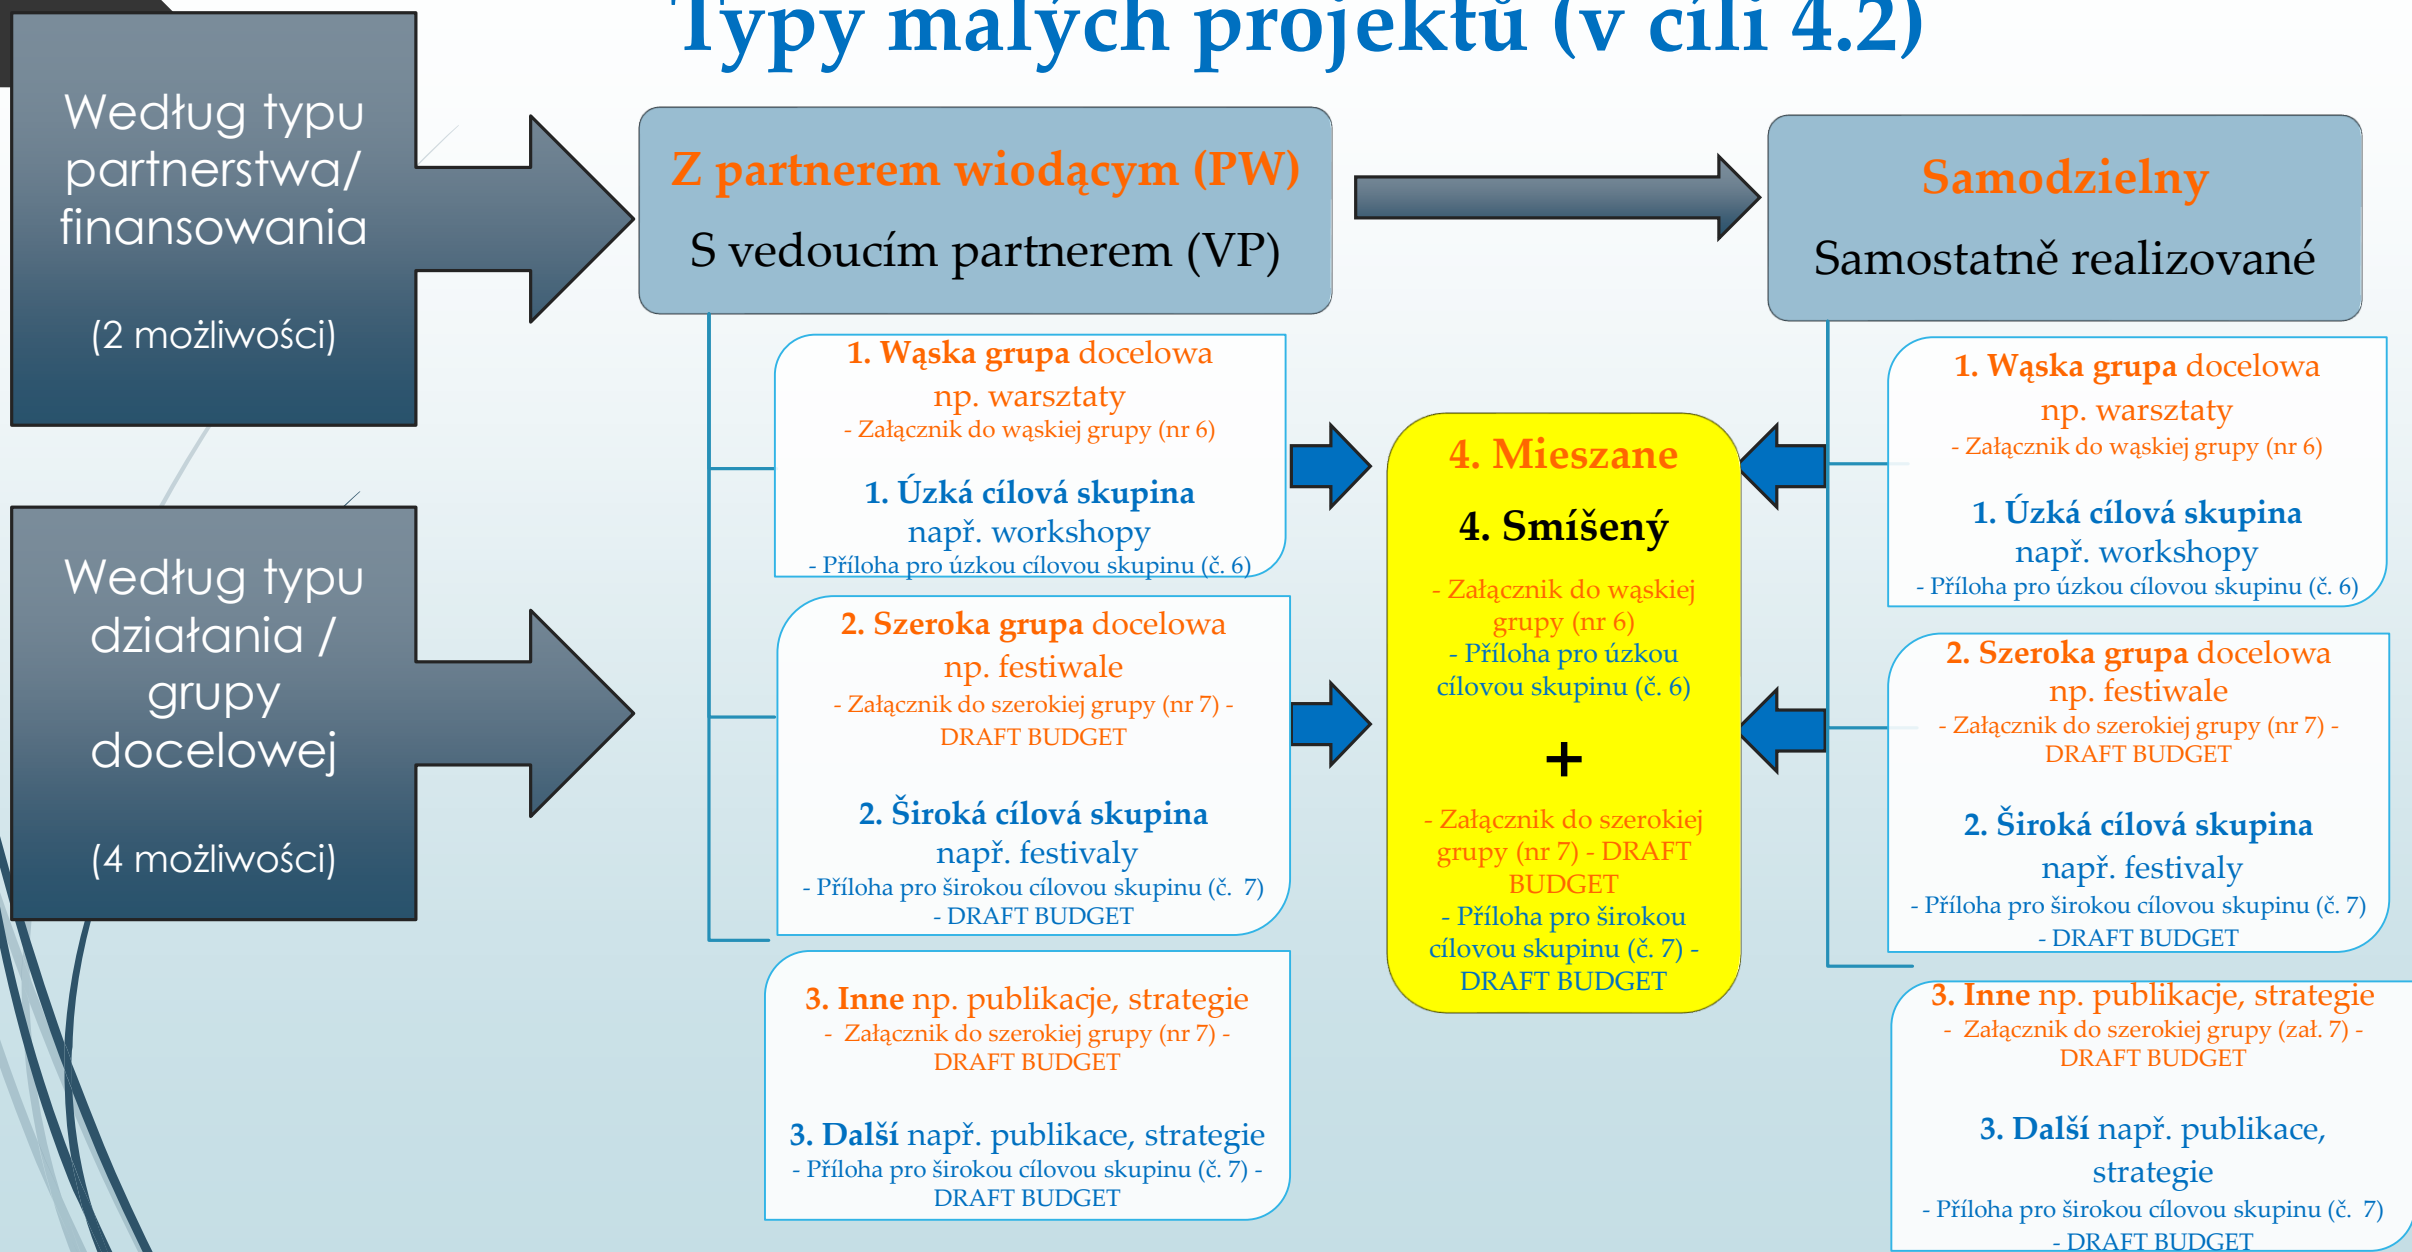 Typy malých projektů (v cíli 4.2)
Według typu
partnerstwa/
finansowania
(2 możliwości)
Z partnerem wiodącym (PW)
S vedoucím partnerem (VP)
Samodzielny
Samostatně realizované
Według typu
działania /
grupy
docelowej
(4 możliwości)
1. Wąska grupa docelowa
np. warsztaty
- Załącznik do wąskiej grupy (nr 6)
1. Úzká cílová skupina
např. workshopy
- Příloha pro úzkou cílovou skupinu (č. 6)
2. Szeroka grupa docelowa
np. festiwale
- Załącznik do szerokiej grupy (nr 7) -
DRAFT BUDGET
2. Široká cílová skupina
např. festivaly
- Příloha pro širokou cílovou skupinu (č. 7)
- DRAFT BUDGET
3. Inne np. publikacje, strategie
- Załącznik do szerokiej grupy (nr 7) -
DRAFT BUDGET
3. Další např. publikace, strategie
- Příloha pro širokou cílovou skupinu (č. 7) -
DRAFT BUDGET
4. Mieszane
4. Smíšený
- Załącznik do wąskiej
grupy (nr 6)
- Příloha pro úzkou
cílovou skupinu (č. 6)
+
- Załącznik do szerokiej
grupy (nr 7) - DRAFT
BUDGET
- Příloha pro širokou
cílovou skupinu (č. 7) -
DRAFT BUDGET
1. Wąska grupa docelowa
np. warsztaty
- Załącznik do wąskiej grupy (nr 6)
1. Úzká cílová skupina
např. workshopy
- Příloha pro úzkou cílovou skupinu (č. 6)
2. Szeroka grupa docelowa
np. festiwale
- Załącznik do szerokiej grupy (nr 7) -
DRAFT BUDGET
2. Široká cílová skupina
např. festivaly
- Příloha pro širokou cílovou skupinu (č. 7)
- DRAFT BUDGET
3. Inne np. publikacje, strategie
- Załącznik do szerokiej grupy (zał. 7) -
DRAFT BUDGET
3. Další např. publikace,
strategie
- Příloha pro širokou cílovou skupinu (č. 7)
- DRAFT BUDGET